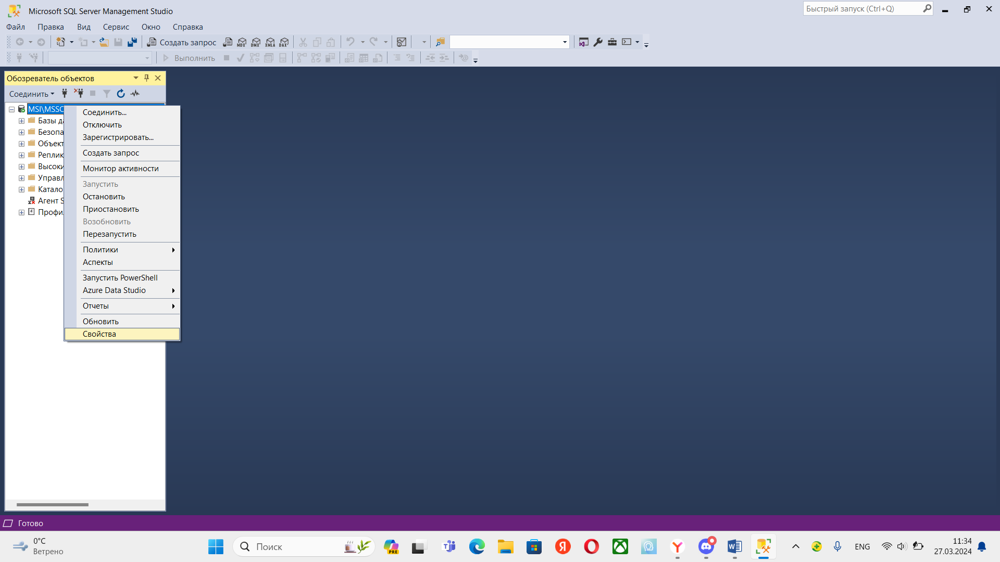 Microsoft SQL Server Management Studio
Быстрый запуск (Ctrl+Q)
Файл Правка Вид Сервис Окно Справка
Создать запрос MDX DMX XMLA DAX
Выполнить
Обозреватель объектов
Соединить
MSI\MSSC
Базы да
Безопа
Объект
Реплик
Высоки
Управл
Катало
Агент S
Профил
Соединить...
Отключить
Зарегистрировать...
Создать запрос
Монитор активности
Запустить
Остановить
Приостановить
Возобновить
Перезапустить
Политики
Аспекты
Запустить PowerShell
Azure Data Studio
Отчеты
Обновить
Свойства
Готово
0°C
Ветрено
Поиск
PRE
ENG
11:34
27.03.2024